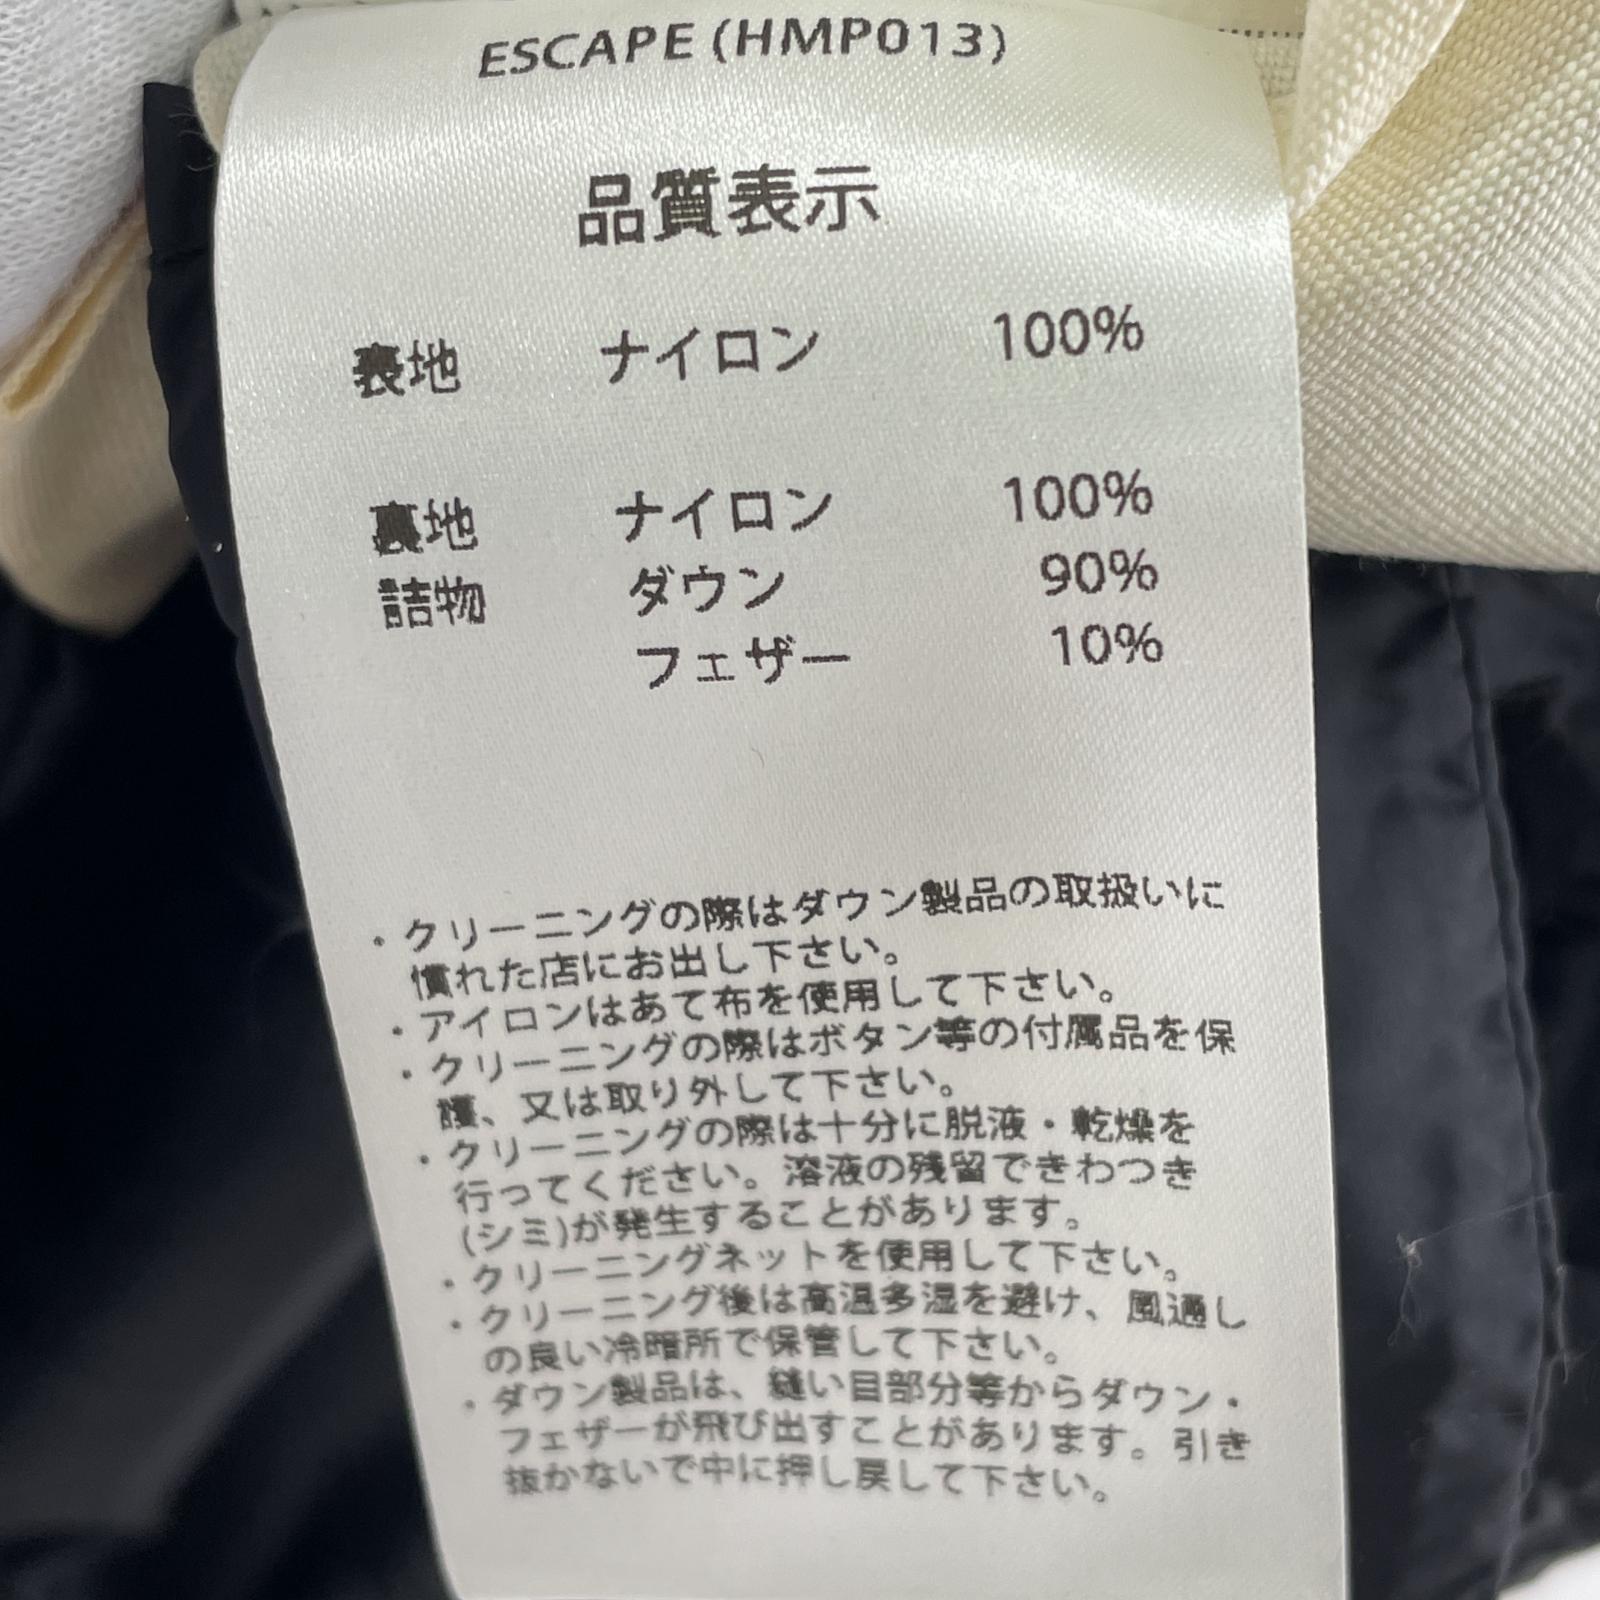 ESCAPE (HMP013)
品質表示
表地 ナイロン 100%
裏地 ナイロン 100%
詰物 ダウン 90%
フェザー 10%
・クリーニングの際はダウン製品の取扱いに
慣れた店にお出し下さい。
・アイロンはあて布を使用して下さい。
・クリーニングの際はボタン等の付属品を保
護、又は取り外して下さい。
・クリーニングの際は十分に脱液・乾燥を
行ってください。溶液の残留できわつき
(シミ)が発生することがあります。
・クリーニングネットを使用して下さい。
・クリーニング後は高温多湿を避け、風通し
の良い冷暗所で保管して下さい。
・ダウン製品は、縫い目部分等からダウン・
フェザーが飛び出すことがあります。引き
抜かないで中に押し戻して下さい。